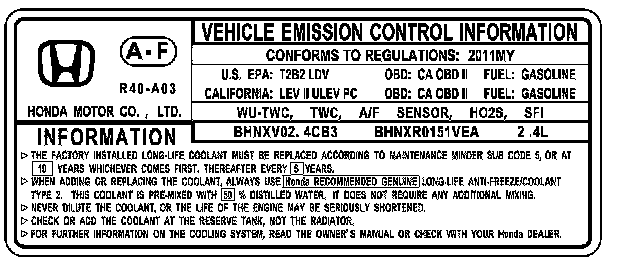 VEHICLE EMISSION CONTROL INFORMATION
A-F
R40-A03
HONDA MOTOR CO., LTD.
CONFORMS TO REGULATIONS: 2011MY
U.S. EPA: T2B2 LDV OBD: CA OBD II FUEL: GASOLINE
CALIFORNIA: LEV II ULEV PC OBD: CA OBD II FUEL: GASOLINE
WU-TWC, TWC, A/F SENSOR, HO2S, SFI
BHNXV02.4CB3 BHNXR0151VEA 2.4L
INFORMATION
▷ THE FACTORY INSTALLED LONG-LIFE COOLANT MUST BE REPLACED ACCORDING TO MAINTENANCE MINDER SUB CODE 5, OR AT
10 YEARS WHICHEVER COMES FIRST. THEREAFTER EVERY 5 YEARS.
▷ WHEN ADDING OR REPLACING THE COOLANT, ALWAYS USE Honda RECOMMENDED GENUINE LONG-LIFE ANTI-FREEZE/COOLANT
TYPE 2. THIS COOLANT IS PRE-MIXED WITH 50 % DISTILLED WATER. IT DOES NOT REQUIRE ANY ADDITIONAL MIXING.
▷ NEVER DILUTE THE COOLANT, OR THE LIFE OF THE ENGINE MAY BE SERIOUSLY SHORTENED.
▷ CHECK OR ADD THE COOLANT AT THE RESERVE TANK, NOT THE RADIATOR.
▷ FOR FURTHER INFORMATION ON THE COOLING SYSTEM, READ THE OWNER'S MANUAL OR CHECK WITH YOUR Honda DEALER.